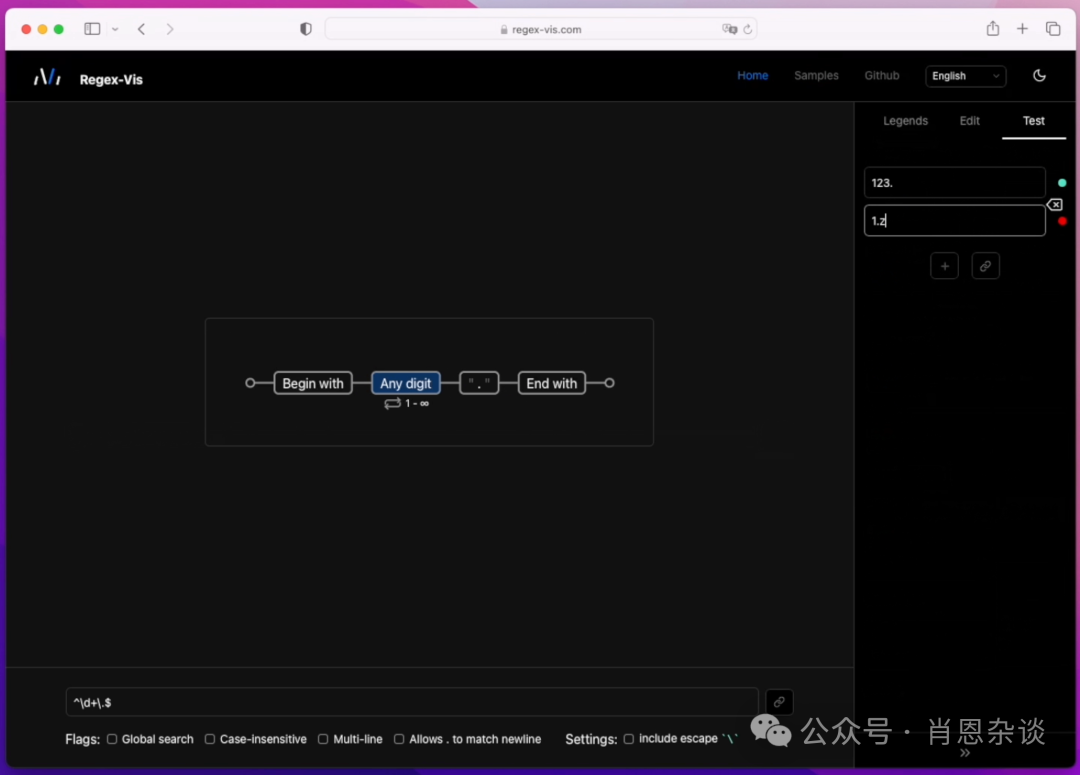 regex-vis.com
Regex-Vis
Home Samples Github English
Legends Edit Test
123.
1.z
Begin with Any digit "." End with
1 - ∞
^\d+\.$
Flags: Global search Case-insensitive Multi-line Allows . to match newline Settings: include escape `\`
公众号 · 肖恩杂谈